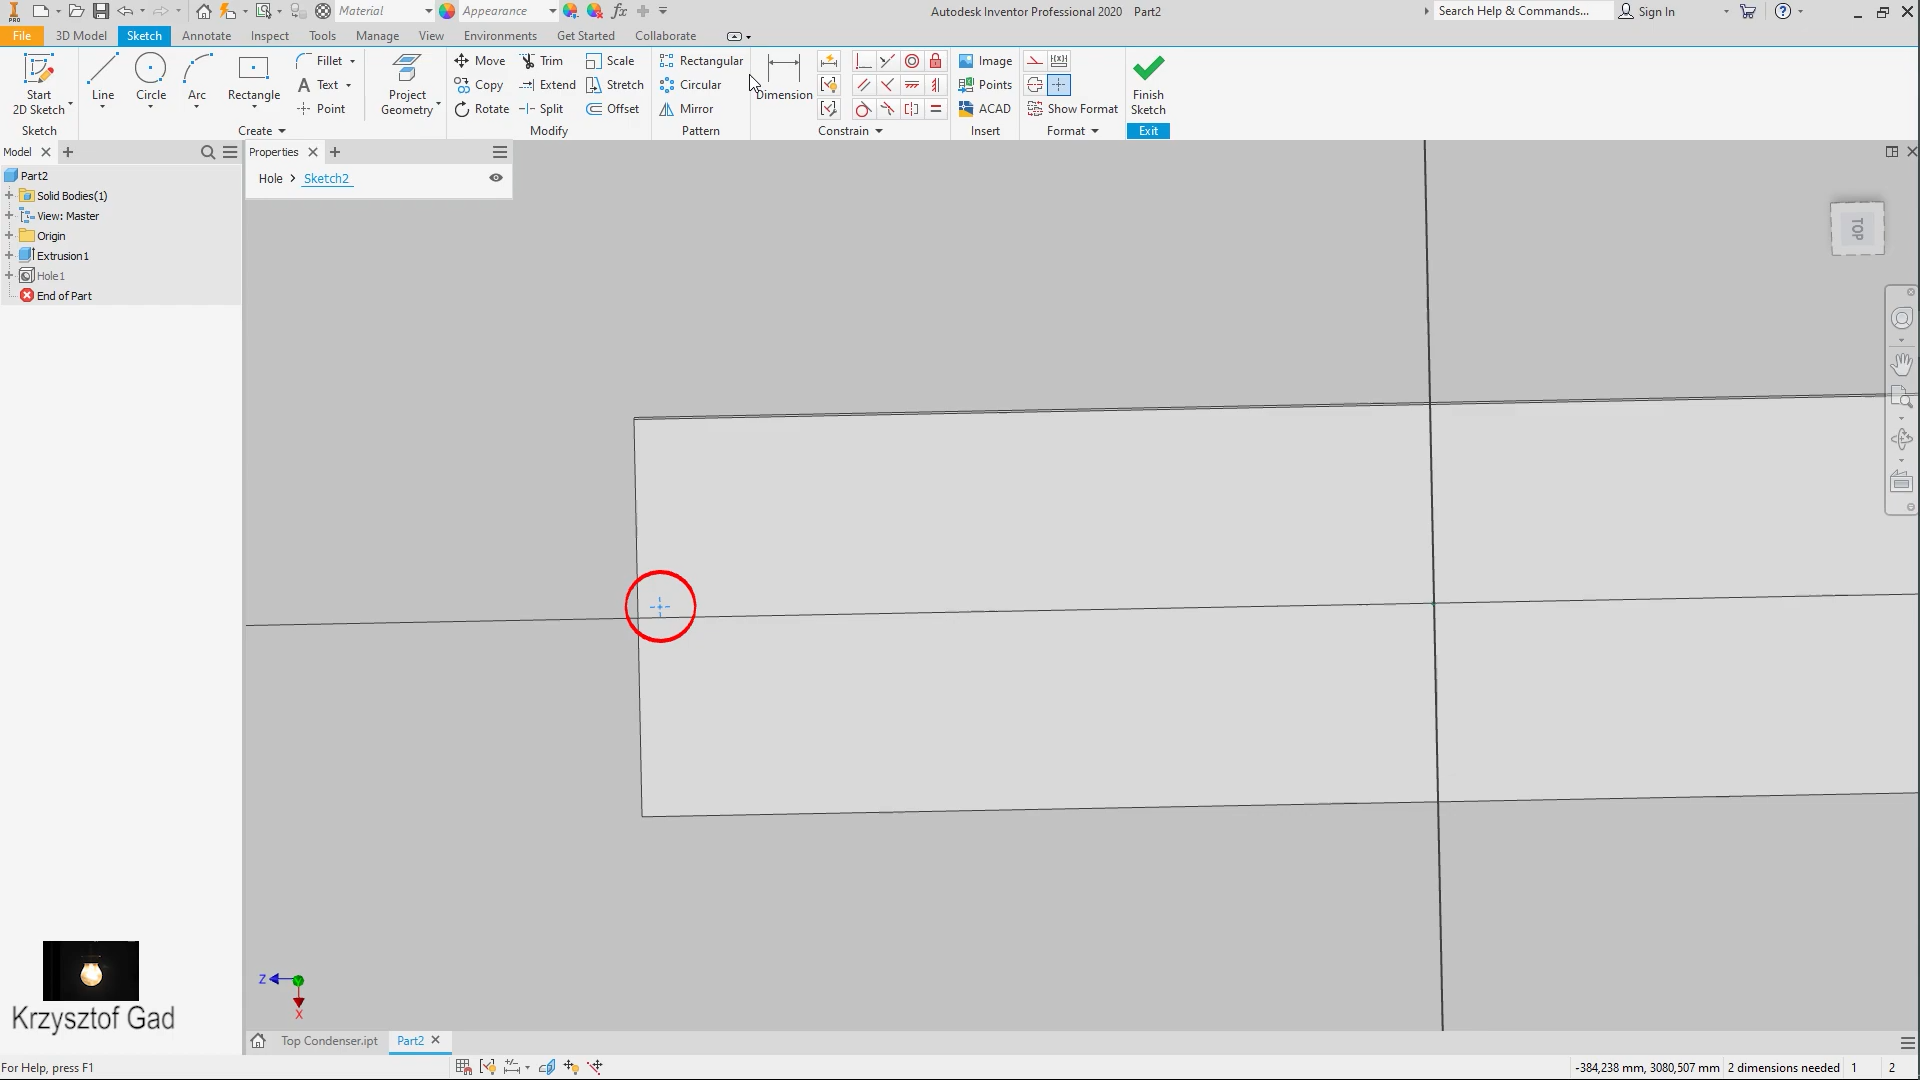 Material
Appearance
fx
Autodesk Inventor Professional 2020 Part2
Search Help & Commands...
Sign In
PRO
File 3D Model Sketch Annotate Inspect Tools Manage View Environments Get Started Collaborate
Start
2D Sketch
Line
Circle
Arc
Rectangle
Fillet
Text
Point
Project
Geometry
Move
Copy
Rotate
Trim
Extend
Split
Scale
Stretch
Offset
Rectangular
Circular
Mirror
Dimension
Image
Points
ACAD
Show Format
Finish
Sketch
Sketch Create Modify Pattern Constrain Insert Format Exit
Model
Properties
Part2
Hole > Sketch2
Solid Bodies(1)
View: Master
Origin
Extrusion1
Hole1
End of Part
TOP
Z
X
Krzysztof Gad
Top Condenser.ipt Part2
For Help, press F1
-384,238 mm, 3080,507 mm 2 dimensions needed 1 2